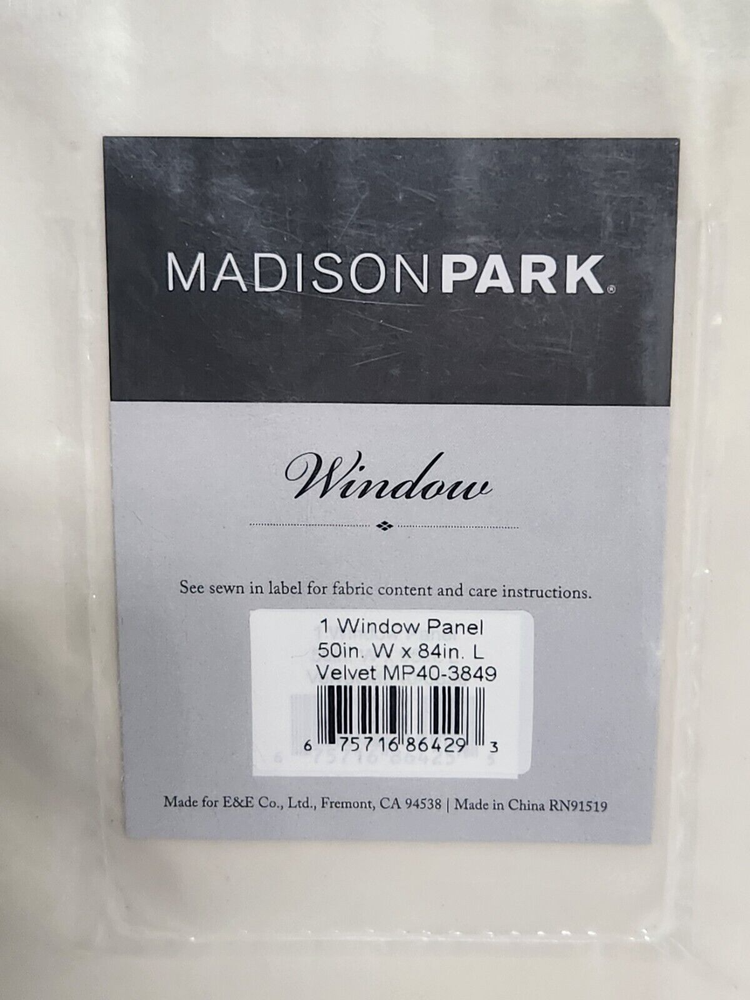 MADISONPARK®
Window
See sewn in label for fabric content and care instructions.
1 Window Panel
50in. W x 84in. L
Velvet MP40-3849
6 75716 86429 3
Made for E&E Co., Ltd., Fremont, CA 94538 | Made in China RN91519